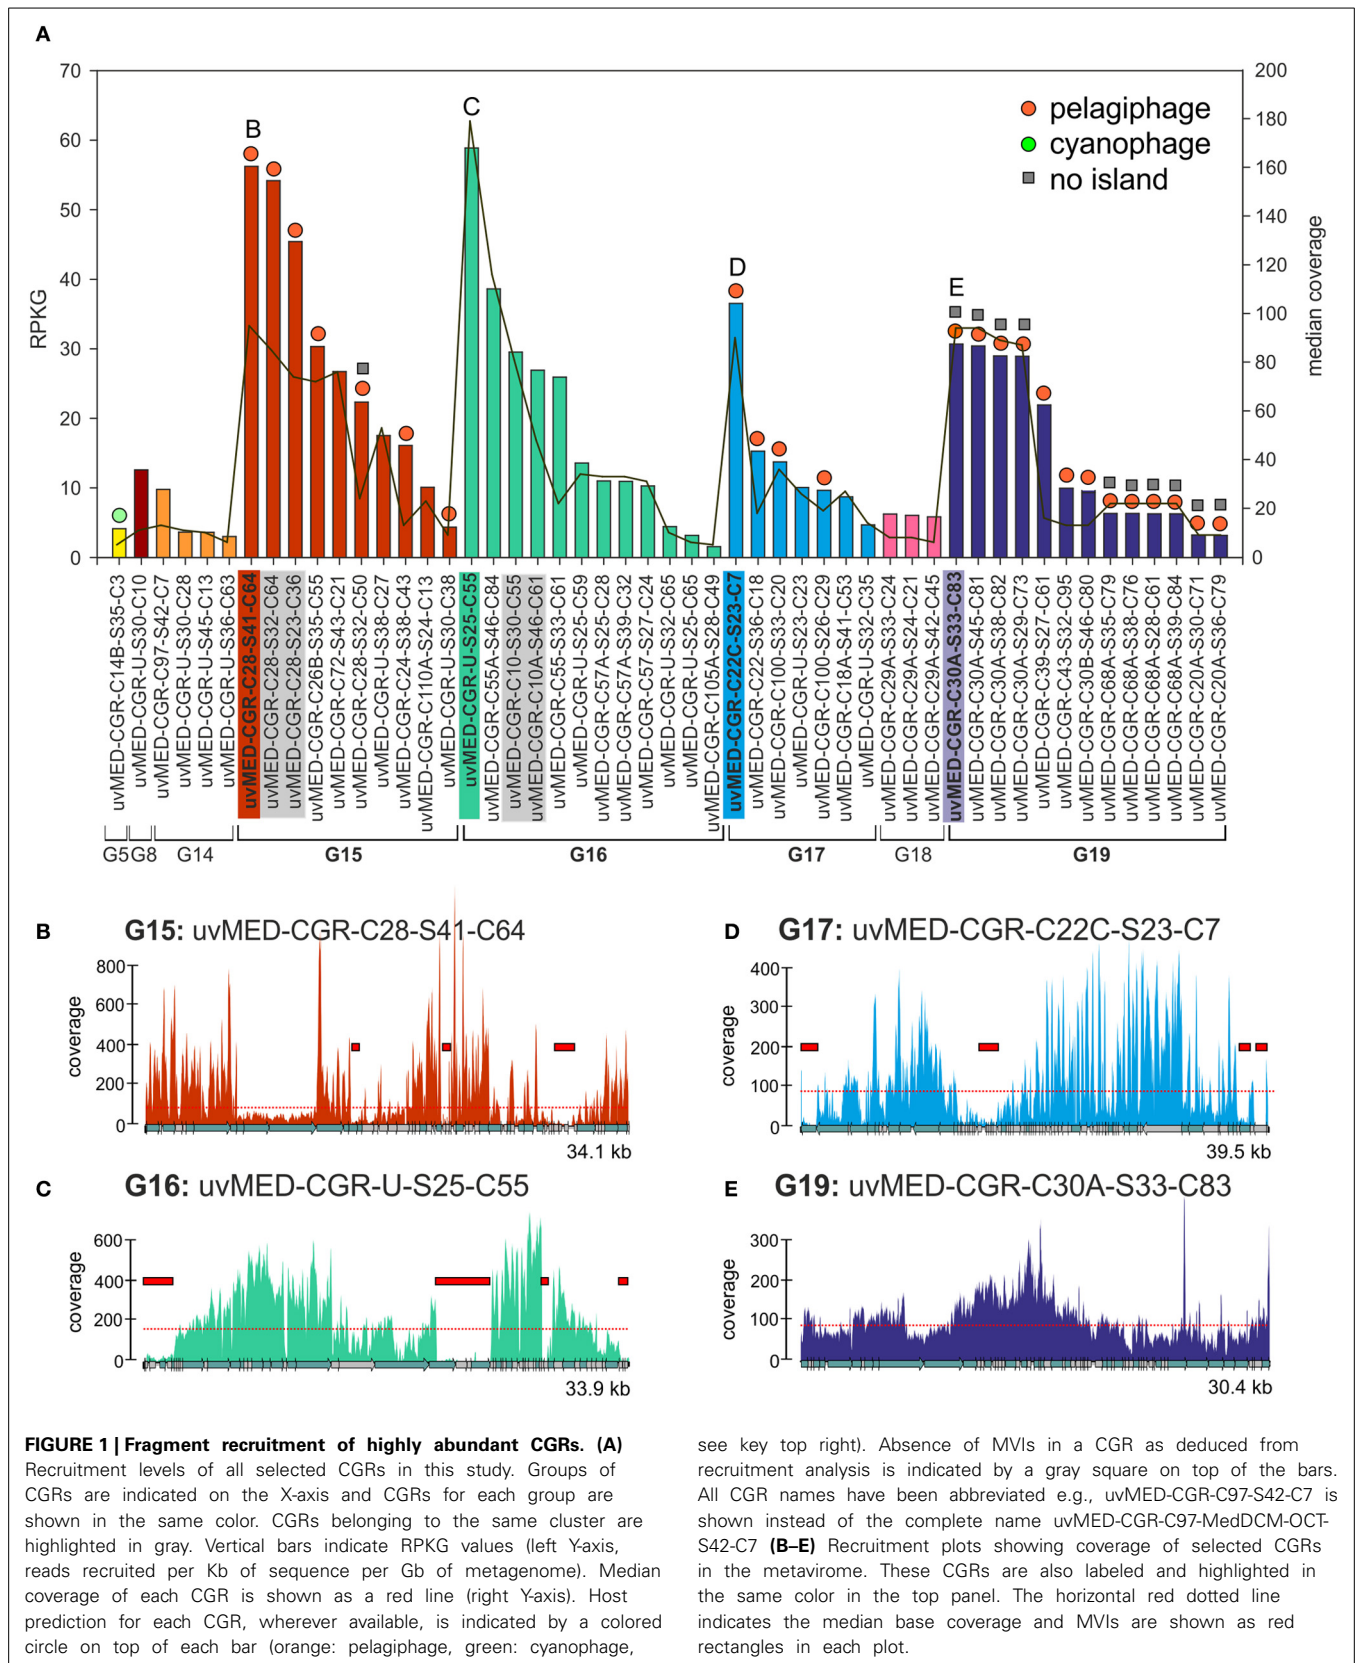 A
70
60
50
40
30
20
10
0
RPKG
200
180
160
140
120
100
80
60
40
20
0
median coverage
B
C
D
E
pelagiphage
cyanophage
no island
uvMED-CGR-C14B-S35-C3
uvMED-CGR-U-S30-C10
uvMED-CGR-C97-S42-C7
uvMED-CGR-U-S30-C28
uvMED-CGR-U-S45-C13
uvMED-CGR-U-S36-C63
uvMED-CGR-C28-S41-C64
uvMED-CGR-C28-S32-C64
uvMED-CGR-C28-S23-C36
uvMED-CGR-C26B-S35-C55
uvMED-CGR-C72-S43-C21
uvMED-CGR-C28-S32-C50
uvMED-CGR-U-S38-C27
uvMED-CGR-C24-S38-C43
uvMED-CGR-C110A-S24-C13
uvMED-CGR-U-S30-C38
uvMED-CGR-U-S25-C55
uvMED-CGR-C55A-S46-C84
uvMED-CGR-C10-S30-C55
uvMED-CGR-C10A-S46-C61
uvMED-CGR-C55-S33-C61
uvMED-CGR-U-S25-C59
uvMED-CGR-C57A-S25-C28
uvMED-CGR-C57A-S39-C32
uvMED-CGR-C57-S27-C24
uvMED-CGR-U-S32-C65
uvMED-CGR-U-S25-C65
uvMED-CGR-C105A-S28-C49
uvMED-CGR-C22C-S23-C7
uvMED-CGR-C22-S36-C18
uvMED-CGR-C100-S33-C20
uvMED-CGR-U-S23-C23
uvMED-CGR-C100-S26-C29
uvMED-CGR-C18A-S41-C53
uvMED-CGR-U-S32-C35
uvMED-CGR-C29A-S33-C24
uvMED-CGR-C29A-S24-C21
uvMED-CGR-C29A-S42-C45
uvMED-CGR-C30A-S33-C83
uvMED-CGR-C30A-S45-C81
uvMED-CGR-C30A-S38-C82
uvMED-CGR-C30A-S29-C73
uvMED-CGR-C39-S27-C61
uvMED-CGR-C43-S32-C95
uvMED-CGR-C30B-S46-C80
uvMED-CGR-C68A-S35-C79
uvMED-CGR-C68A-S38-C76
uvMED-CGR-C68A-S28-C61
uvMED-CGR-C68A-S39-C84
uvMED-CGR-C20A-S30-C71
uvMED-CGR-C20A-S36-C79
G5 G8 G14 G15 G16 G17 G18 G19
B G15: uvMED-CGR-C28-S41-C64
coverage
800
600
400
200
0
34.1 kb
D G17: uvMED-CGR-C22C-S23-C7
coverage
400
300
200
100
0
39.5 kb
C G16: uvMED-CGR-U-S25-C55
coverage
600
400
200
0
33.9 kb
E G19: uvMED-CGR-C30A-S33-C83
coverage
300
200
100
0
30.4 kb
FIGURE 1 | Fragment recruitment of highly abundant CGRs. (A)
Recruitment levels of all selected CGRs in this study. Groups of
CGRs are indicated on the X-axis and CGRs for each group are
shown in the same color. CGRs belonging to the same cluster are
highlighted in gray. Vertical bars indicate RPKG values (left Y-axis,
reads recruited per Kb of sequence per Gb of metagenome). Median
coverage of each CGR is shown as a red line (right Y-axis). Host
prediction for each CGR, wherever available, is indicated by a colored
circle on top of each bar (orange: pelagiphage, green: cyanophage,
see key top right). Absence of MVIs in a CGR as deduced from
recruitment analysis is indicated by a gray square on top of the bars.
All CGR names have been abbreviated e.g., uvMED-CGR-C97-S42-C7 is
shown instead of the complete name uvMED-CGR-C97-MedDCM-OCT-
S42-C7 (B–E) Recruitment plots showing coverage of selected CGRs
in the metavirome. These CGRs are also labeled and highlighted in
the same color in the top panel. The horizontal red dotted line
indicates the median base coverage and MVIs are shown as red
rectangles in each plot.